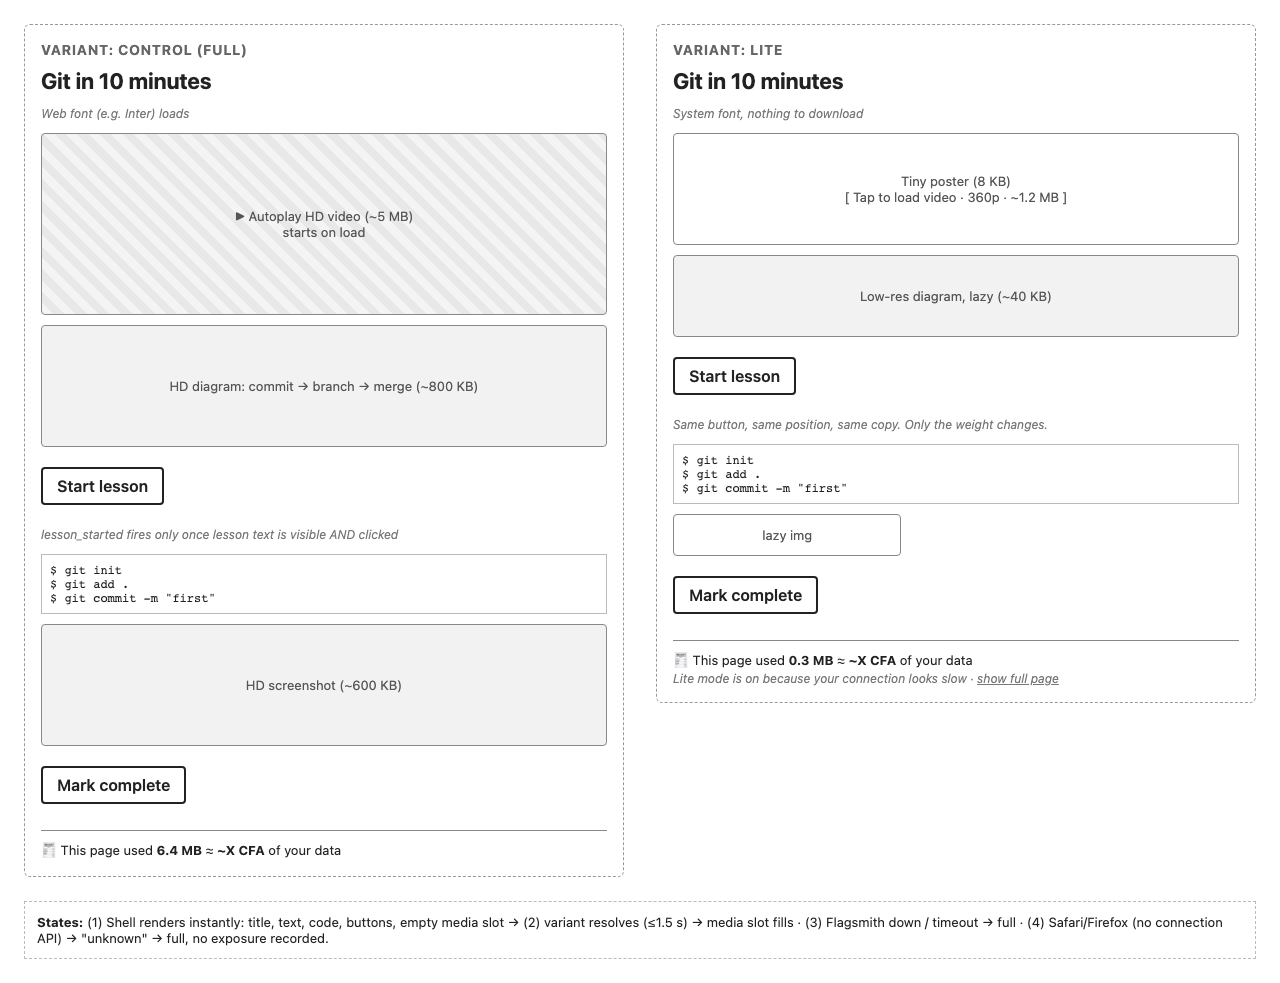 VARIANT: CONTROL (FULL)
Git in 10 minutes
Web font (e.g. Inter) loads
▶ Autoplay HD video (~5 MB)
starts on load
HD diagram: commit → branch → merge (~800 KB)
Start lesson
lesson_started fires only once lesson text is visible AND clicked
$ git init
$ git add .
$ git commit -m "first"
HD screenshot (~600 KB)
Mark complete
🧾 This page used 6.4 MB ≈ ~X CFA of your data
VARIANT: LITE
Git in 10 minutes
System font, nothing to download
Tiny poster (8 KB)
[ Tap to load video · 360p · ~1.2 MB ]
Low-res diagram, lazy (~40 KB)
Start lesson
Same button, same position, same copy. Only the weight changes.
$ git init
$ git add .
$ git commit -m "first"
lazy img
Mark complete
🧾 This page used 0.3 MB ≈ ~X CFA of your data
Lite mode is on because your connection looks slow · show full page
States: (1) Shell renders instantly: title, text, code, buttons, empty media slot → (2) variant resolves (≤1.5 s) → media slot fills · (3) Flagsmith down / timeout → full · (4) Safari/Firefox (no connection
API) → "unknown" → full, no exposure recorded.